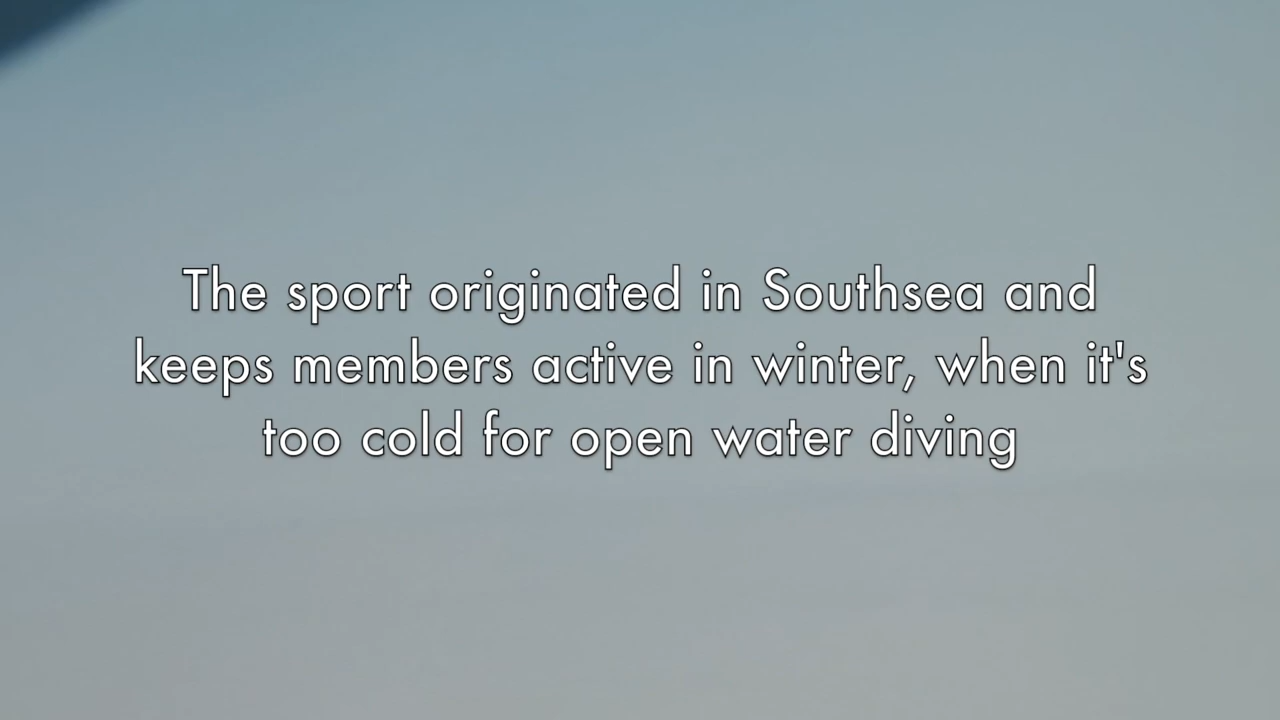 The sport originated in Southsea and
keeps members active in winter, when it's
too cold for open water diving